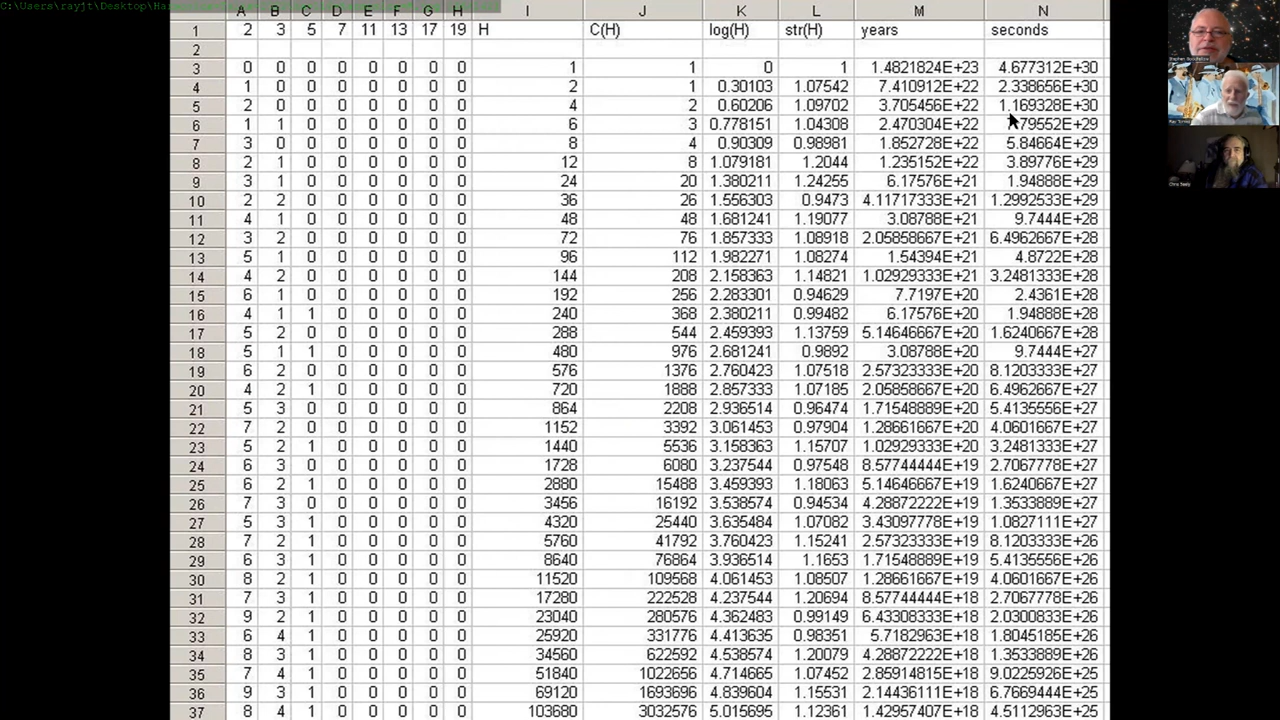 C:\Users\rayjt\Desktop\Har
A B C D E F G H I J K L M N
1 2 3 5 7 11 13 17 19 H C(H) log(H) str(H) years seconds
2
3 0 0 0 0 0 0 0 0 1 1 0 1 1.4821824E+23 4.677312E+30
4 1 0 0 0 0 0 0 0 2 1 0.30103 1.07542 7.410912E+22 2.338656E+30
5 2 0 0 0 0 0 0 0 4 2 0.60206 1.09702 3.705456E+22 1.169328E+30
6 1 1 0 0 0 0 0 0 6 3 0.778151 1.04308 2.470304E+22 .79552E+29
7 3 0 0 0 0 0 0 0 8 4 0.90309 0.98981 1.852728E+22 5.84664E+29
8 2 1 0 0 0 0 0 0 12 8 1.079181 1.2044 1.235152E+22 3.89776E+29
9 3 1 0 0 0 0 0 0 24 20 1.380211 1.24255 6.17576E+21 1.94888E+29
10 2 2 0 0 0 0 0 0 36 26 1.556303 0.9473 4.11717333E+21 1.2992533E+29
11 4 1 0 0 0 0 0 0 48 48 1.681241 1.19077 3.08788E+21 9.7444E+28
12 3 2 0 0 0 0 0 0 72 76 1.857333 1.08918 2.05858667E+21 6.4962667E+28
13 5 1 0 0 0 0 0 0 96 112 1.982271 1.08274 1.54394E+21 4.8722E+28
14 4 2 0 0 0 0 0 0 144 208 2.158363 1.14821 1.02929333E+21 3.2481333E+28
15 6 1 0 0 0 0 0 0 192 256 2.283301 0.94629 7.7197E+20 2.4361E+28
16 4 1 1 0 0 0 0 0 240 368 2.380211 0.99482 6.17576E+20 1.94888E+28
17 5 2 0 0 0 0 0 0 288 544 2.459393 1.13759 5.14646667E+20 1.6240667E+28
18 5 1 1 0 0 0 0 0 480 976 2.681241 0.9892 3.08788E+20 9.7444E+27
19 6 2 0 0 0 0 0 0 576 1376 2.760423 1.07518 2.57323333E+20 8.1203333E+27
20 4 2 1 0 0 0 0 0 720 1888 2.857333 1.07185 2.05858667E+20 6.4962667E+27
21 5 3 0 0 0 0 0 0 864 2208 2.936514 0.96474 1.71548889E+20 5.4135556E+27
22 7 2 0 0 0 0 0 0 1152 3392 3.061453 0.97904 1.28661667E+20 4.0601667E+27
23 5 2 1 0 0 0 0 0 1440 5536 3.158363 1.15707 1.02929333E+20 3.2481333E+27
24 6 3 0 0 0 0 0 0 1728 6080 3.237544 0.97548 8.57744444E+19 2.7067778E+27
25 6 2 1 0 0 0 0 0 2880 15488 3.459393 1.18063 5.14646667E+19 1.6240667E+27
26 7 3 0 0 0 0 0 0 3456 16192 3.538574 0.94534 4.28872222E+19 1.3533889E+27
27 5 3 1 0 0 0 0 0 4320 25440 3.635484 1.07082 3.43097778E+19 1.0827111E+27
28 7 2 1 0 0 0 0 0 5760 41792 3.760423 1.15241 2.57323333E+19 8.1203333E+26
29 6 3 1 0 0 0 0 0 8640 76864 3.936514 1.1653 1.71548889E+19 5.4135556E+26
30 8 2 1 0 0 0 0 0 11520 109568 4.061453 1.08507 1.28661667E+19 4.0601667E+26
31 7 3 1 0 0 0 0 0 17280 222528 4.237544 1.20694 8.57744444E+18 2.7067778E+26
32 9 2 1 0 0 0 0 0 23040 280576 4.362483 0.99149 6.43308333E+18 2.0300833E+26
33 6 4 1 0 0 0 0 0 25920 331776 4.413635 0.98351 5.7182963E+18 1.8045185E+26
34 8 3 1 0 0 0 0 0 34560 622592 4.538574 1.20079 4.28872222E+18 1.3533889E+26
35 7 4 1 0 0 0 0 0 51840 1022656 4.714665 1.07452 2.85914815E+18 9.0225926E+25
36 9 3 1 0 0 0 0 0 69120 1693696 4.839604 1.15531 2.14436111E+18 6.7669444E+25
37 8 4 1 0 0 0 0 0 103680 3032576 5.015695 1.12361 1.42957407E+18 4.5112963E+25